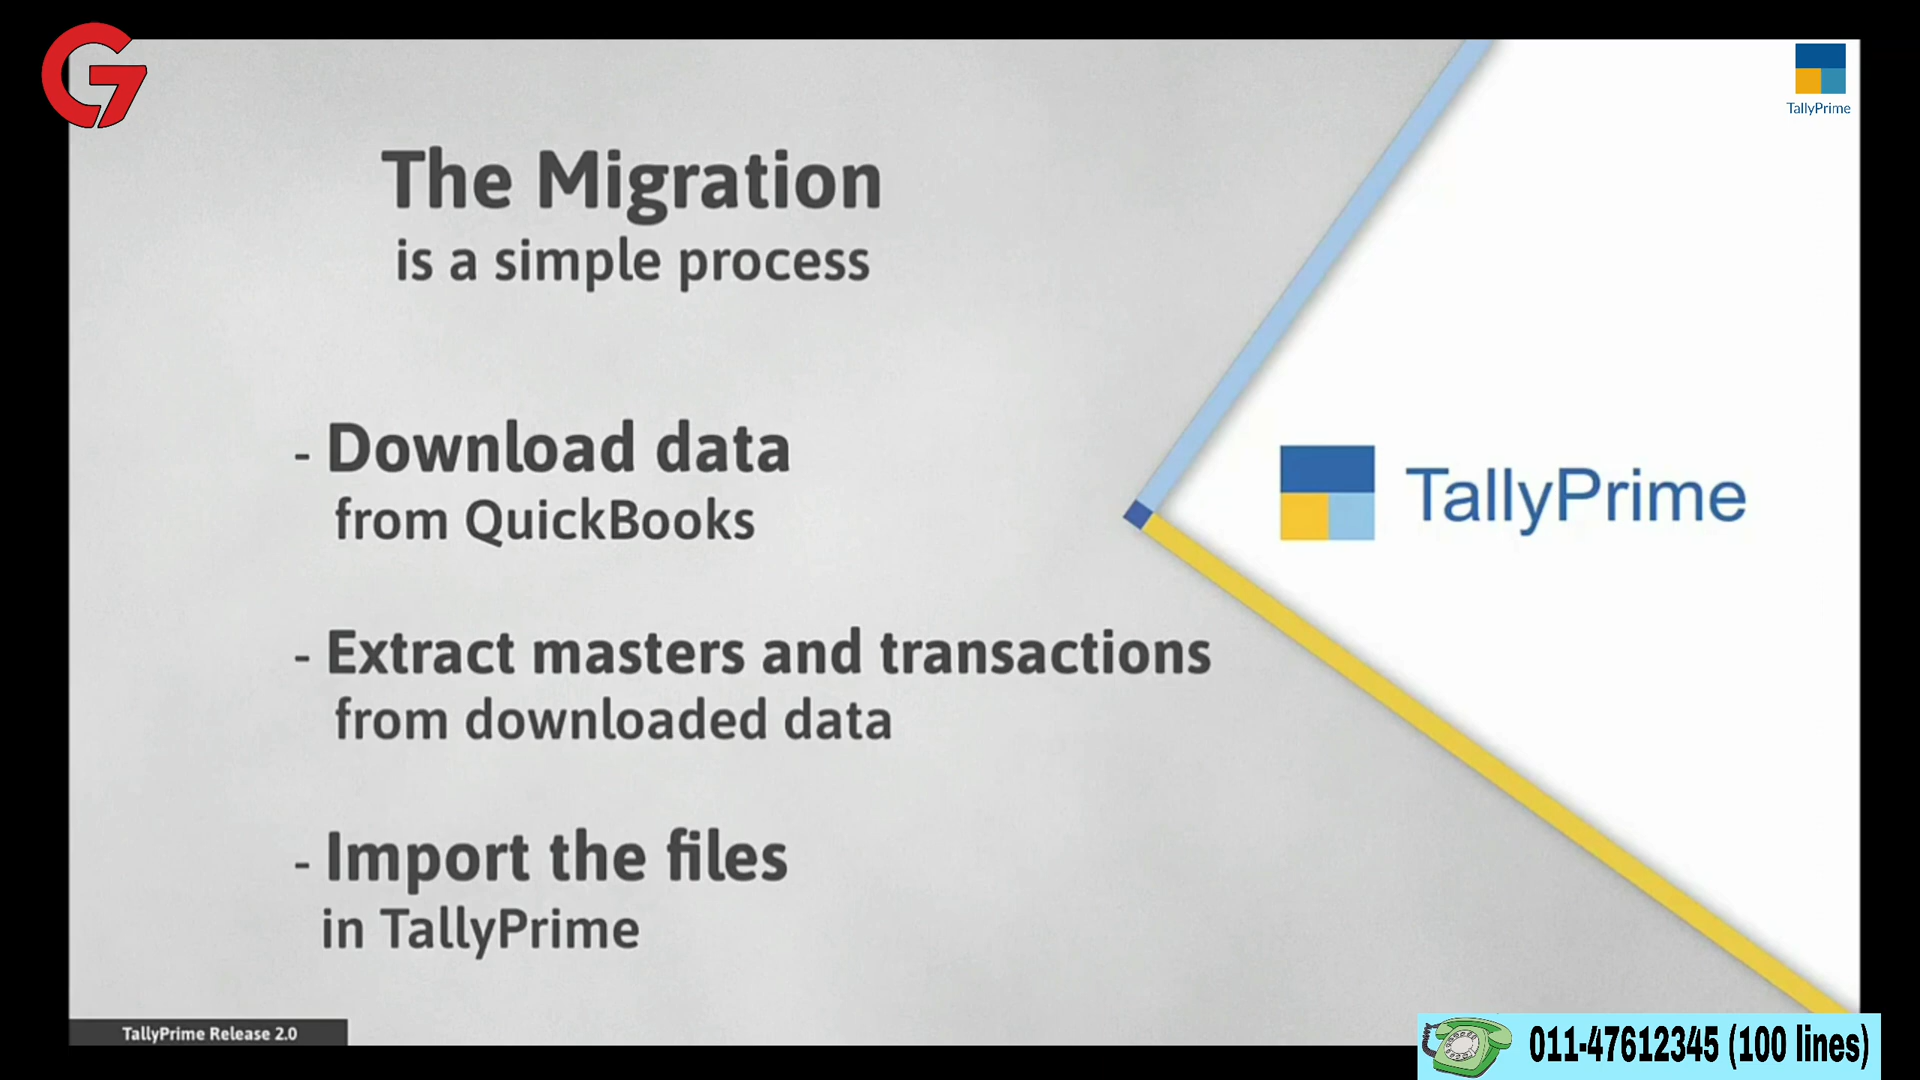 G7
TallyPrime
The Migration
is a simple process
- Download data
from QuickBooks
TallyPrime
- Extract masters and transactions
from downloaded data
- Import the files
in TallyPrime
TallyPrime Release 2.0
011-47612345 (100 lines)